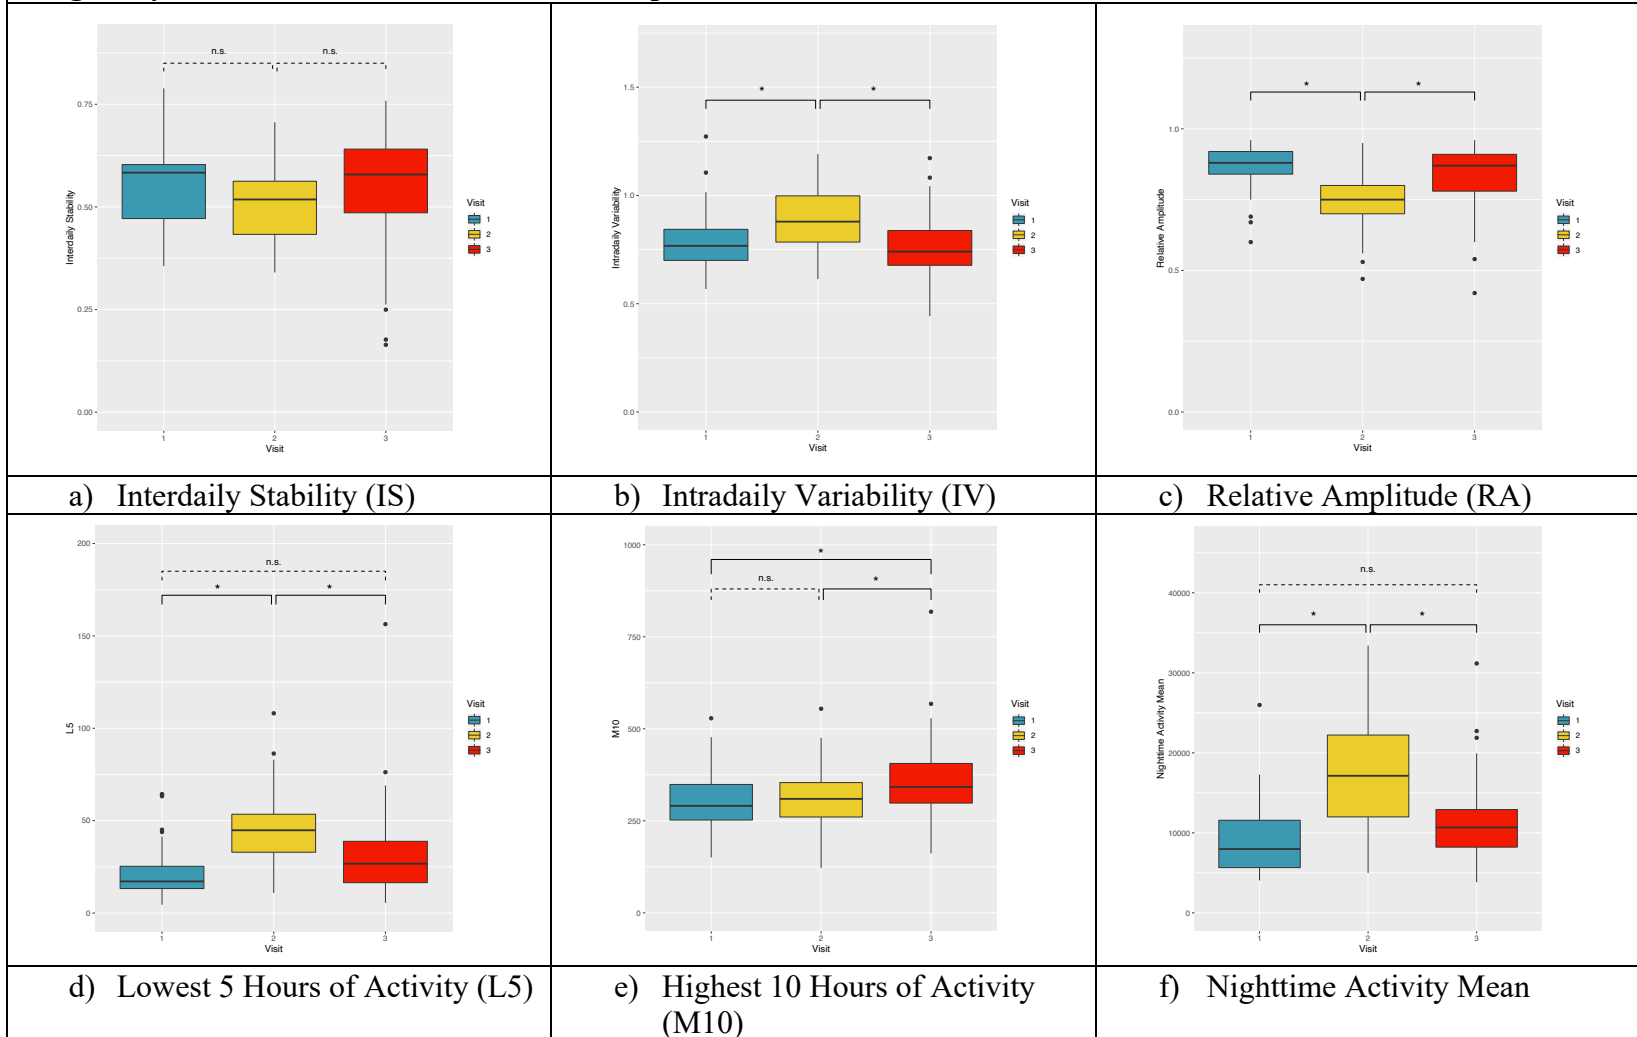 n.s.
n.s.
0.75
0.50
0.25
0.00
Interdaily Stability
1
2
3
Visit
Visit
1
2
3
*
*
1.5
1.0
0.5
0.0
Intradaily Variability
1
2
3
Visit
Visit
1
2
3
*
*
1.0
0.5
0.0
Relative Amplitude
1
2
3
Visit
Visit
1
2
3
a) Interdaily Stability (IS)
b) Intradaily Variability (IV)
c) Relative Amplitude (RA)
n.s.
*
*
200
150
100
50
0
L5
1
2
3
Visit
Visit
1
2
3
*
n.s.
*
1000
750
500
250
0
M10
1
2
3
Visit
Visit
1
2
3
n.s.
*
*
40000
30000
20000
10000
0
Nighttime Activity Mean
1
2
3
Visit
Visit
1
2
3
d) Lowest 5 Hours of Activity (L5)
e) Highest 10 Hours of Activity
(M10)
f) Nighttime Activity Mean